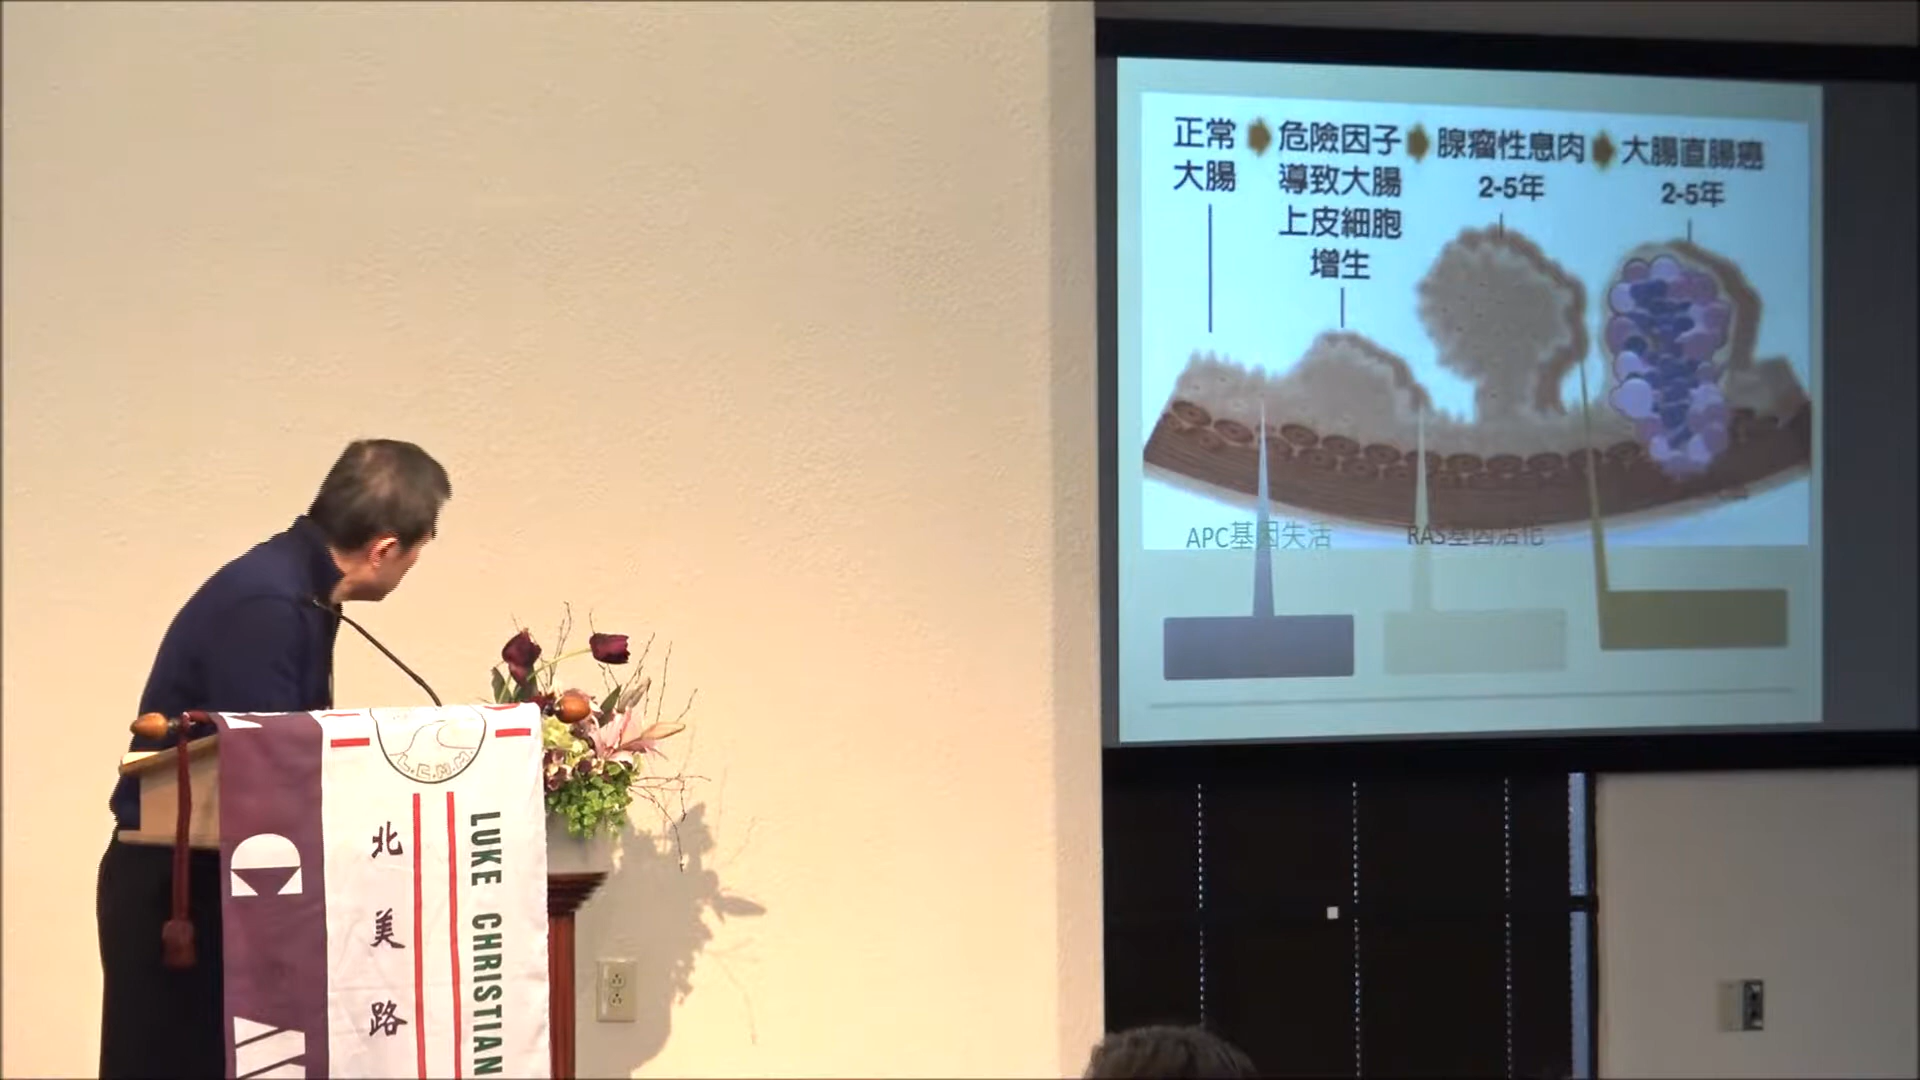 正常
大腸
危險因子
導致大腸
上皮細胞
增生
腺瘤性息肉
2-5年
大腸直腸癌
2-5年
APC基因失活
RAS基因活化
L.C.M.M.
北美路
LUKE CHRISTIAN